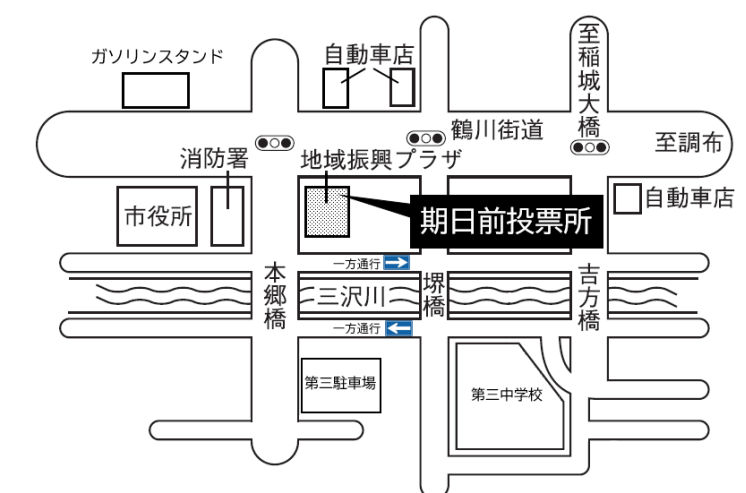 ガソリンスタンド
自動車店
至稲城大橋
鶴川街道
至調布
消防署
地域振興プラザ
市役所
期日前投票所
自動車店
一方通行
本郷橋
三沢川
堺橋
吉方橋
一方通行
第三駐車場
第三中学校